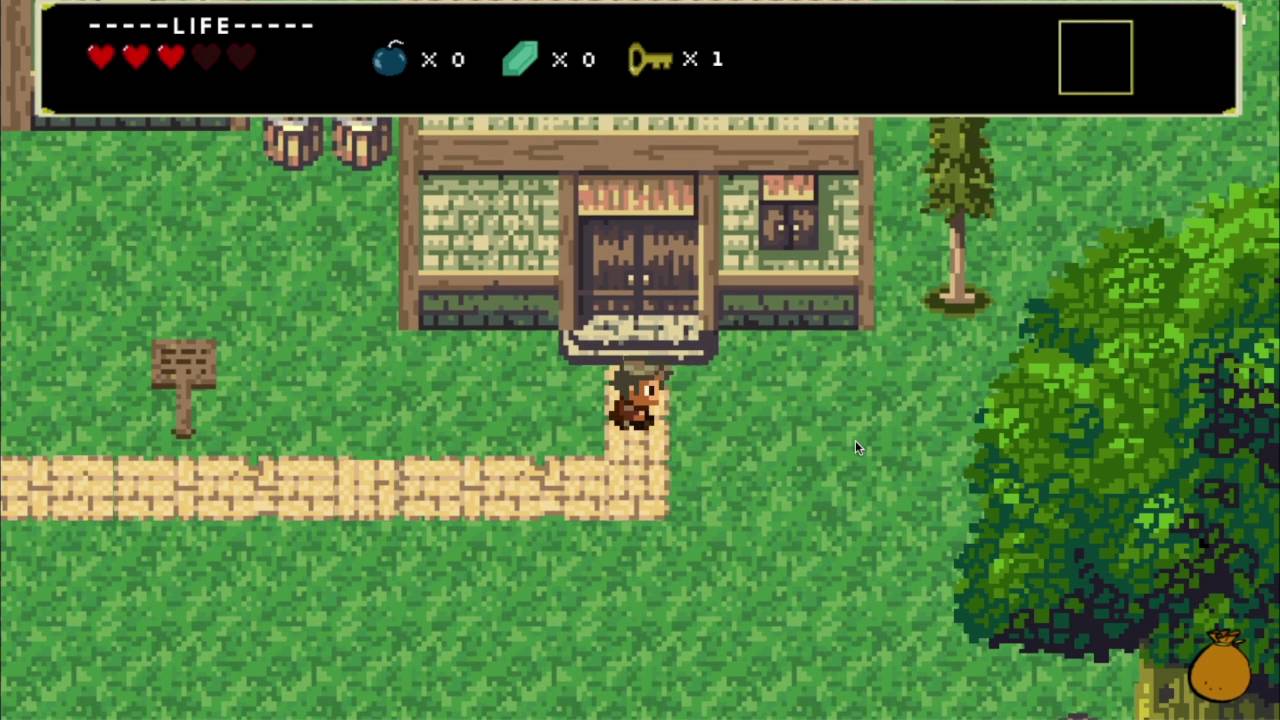 -----LIFE-----
× 0 × 0 × 1